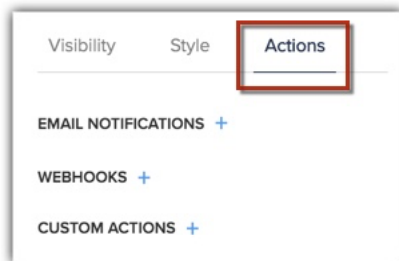 Visibility Style Actions
EMAIL NOTIFICATIONS +
WEBHOOKS +
CUSTOM ACTIONS +